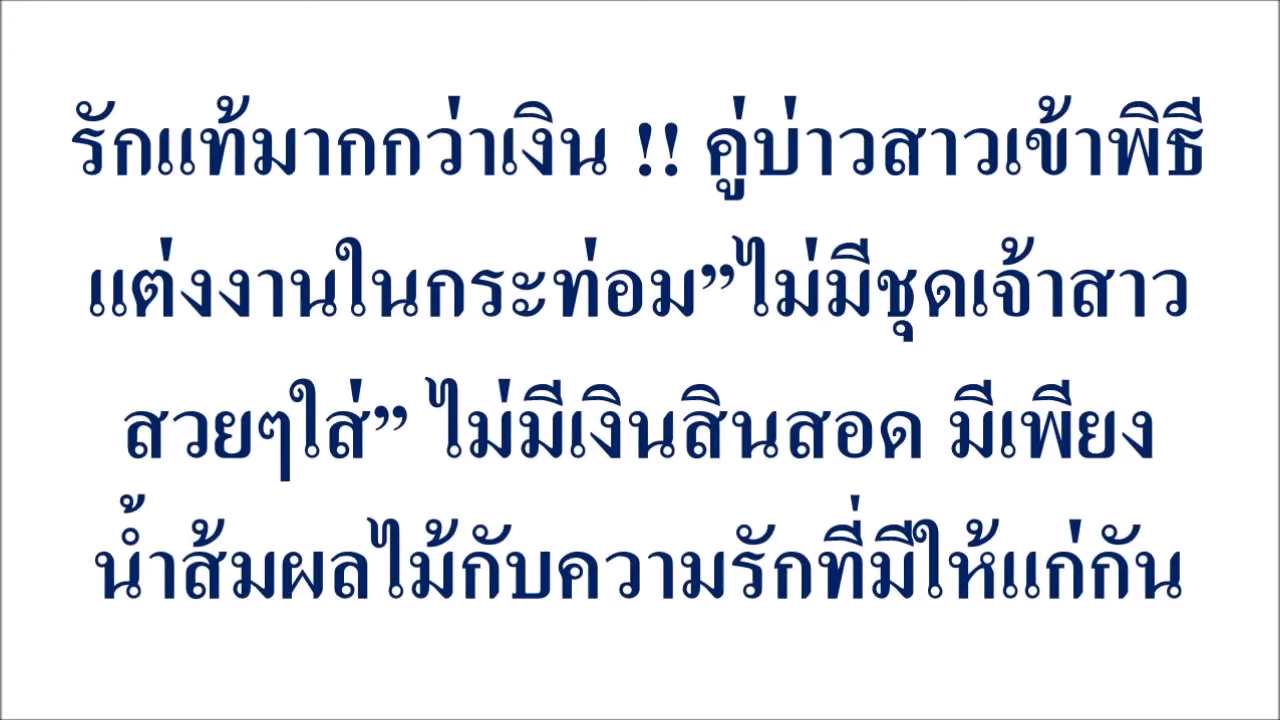 รักแท้มากกว่าเงิน !! คู่บ่าวสาวเข้าพิธี
แต่งงานในกระท่อม”ไม่มีชุดเจ้าสาว
สวยๆใส่” ไม่มีเงินสินสอด มีเพียง
น้ำส้มผลไม้กับความรักที่มีให้แก่กัน